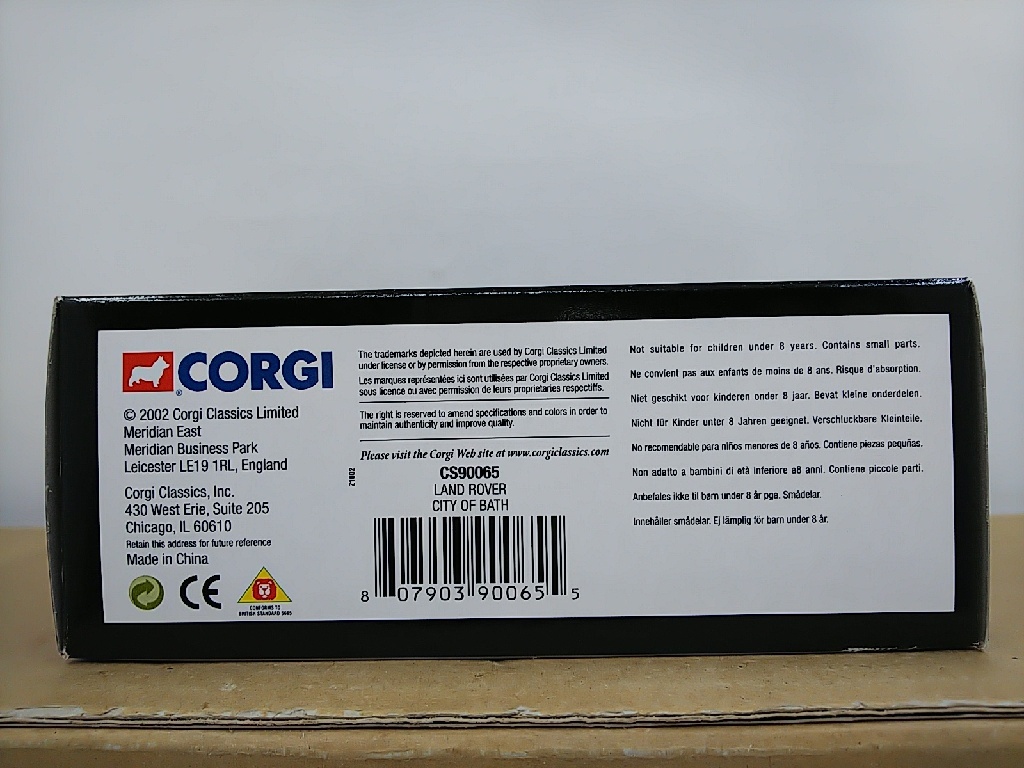 CORGI
© 2002 Corgi Classics Limited
Meridian East
Meridian Business Park
Leicester LE19 1RL, England
Corgi Classics, Inc.
430 West Erie, Suite 205
Chicago, IL 60610
Retain this address for future reference
Made in China
CE
CONFORMS TO
BRITISH STANDARD 5665
The trademarks depicted herein are used by Corgi Classics Limited
under license or by permission from the respective proprietary owners.
Les marques représentées ici sont utilisées par Corgi Classics Limited
sous licence ou avec permission de leurs propriétaries respectifs.
The right is reserved to amend specifications and colors in order to
maintain authenticity and improve quality.
Please visit the Corgi Web site at www.corgiclassics.com
CS90065
LAND ROVER
CITY OF BATH
8 07903 90065 5
Not suitable for children under 8 years. Contains small parts.
Ne convient pas aux enfants de moins de 8 ans. Risque d'absorption.
Niet geschikt voor kinderen onder 8 jaar. Bevat kleine onderdelen.
Nicht für Kinder unter 8 Jahren geeignet. Verschluckbare Kleinteile.
No recomendable para niños menores de 8 años. Contiene piezas pequñas.
Non adatto a bambini di età inferiore a8 anni. Contiene piccole parti.
Anbefales ikke til barn under 8 år pga. Smådelar.
Innehåller smådelar. Ej lämplig för barn under 8 år.